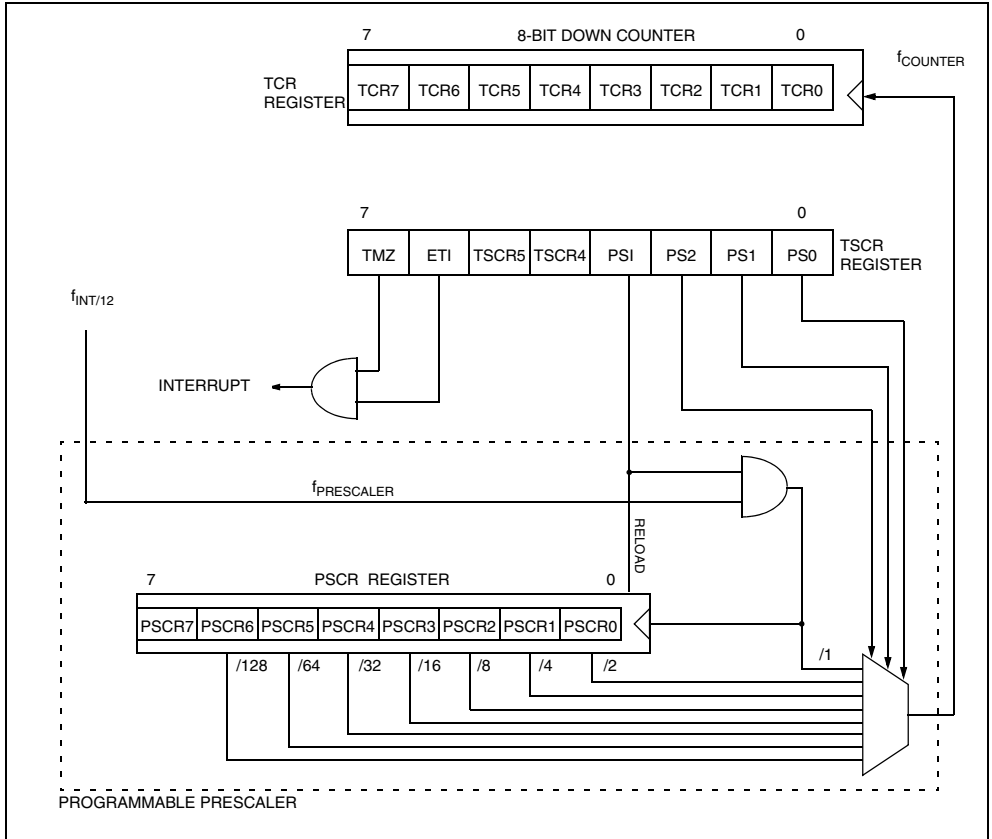 7 8-BIT DOWN COUNTER 0
fCOUNTER
TCR
REGISTER
TCR7 TCR6 TCR5 TCR4 TCR3 TCR2 TCR1 TCR0
7 0
TMZ ETI TSCR5 TSCR4 PSI PS2 PS1 PS0
TSCR
REGISTER
fINT/12
INTERRUPT
fPRESCALER
RELOAD
7 PSCR REGISTER 0
PSCR7 PSCR6 PSCR5 PSCR4 PSCR3 PSCR2 PSCR1 PSCR0
/128 /64 /32 /16 /8 /4 /2 /1
PROGRAMMABLE PRESCALER